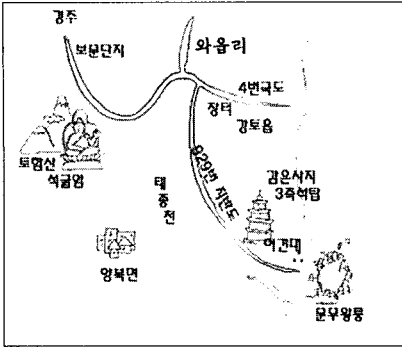 경주
보문단지
와읍리
4번국도
장터
감포읍
토함산
석굴암
929번 지방도
태
종
천
감은사지
3층석탑
이견대
양북면
문무왕릉